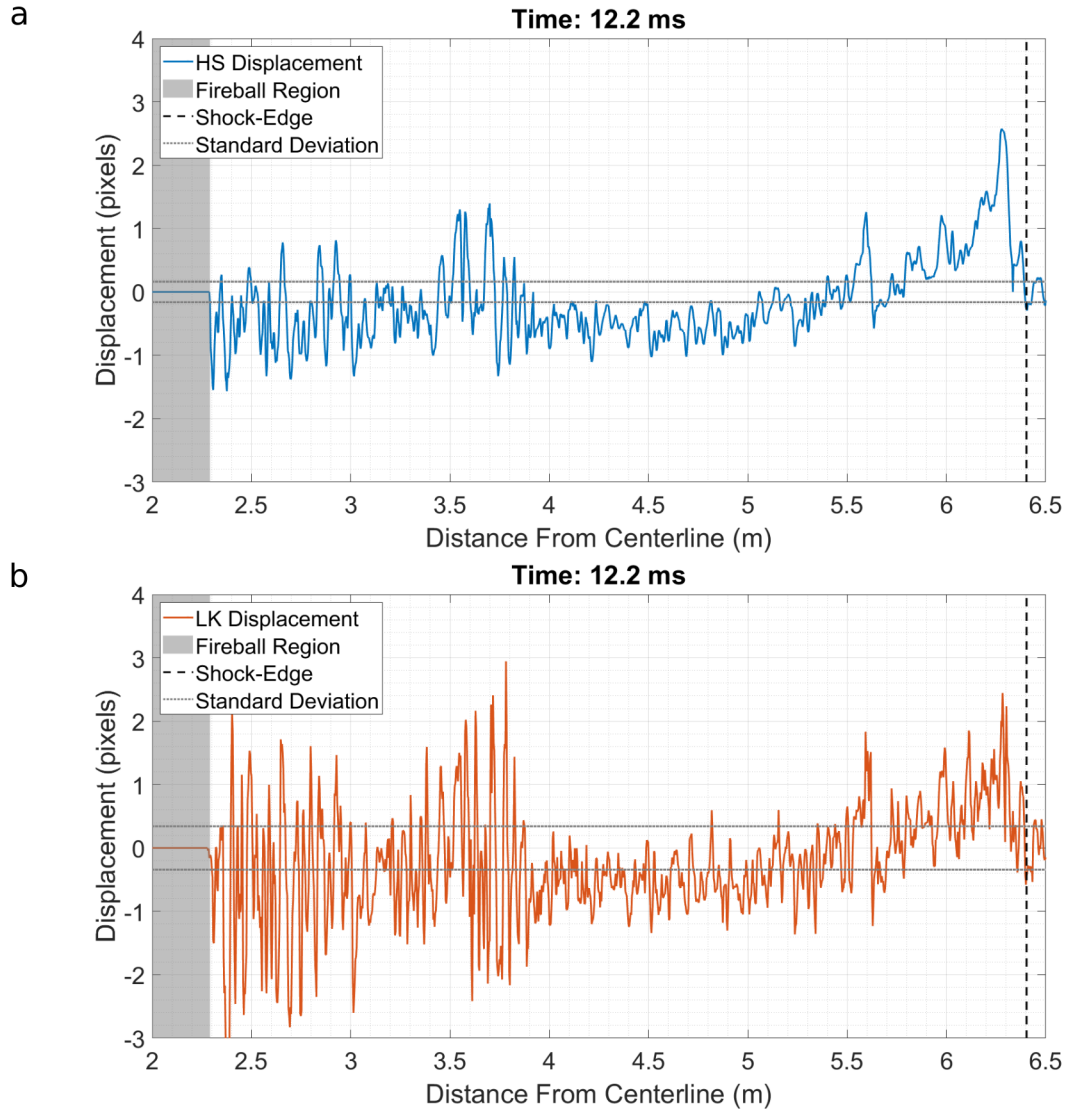 a
Time: 12.2 ms
HS Displacement
Fireball Region
Shock-Edge
Standard Deviation
4
3
2
1
0
-1
-2
-3
Displacement (pixels)
2 2.5 3 3.5 4 4.5 5 5.5 6 6.5
Distance From Centerline (m)
b
Time: 12.2 ms
LK Displacement
Fireball Region
Shock-Edge
Standard Deviation
4
3
2
1
0
-1
-2
-3
Displacement (pixels)
2 2.5 3 3.5 4 4.5 5 5.5 6 6.5
Distance From Centerline (m)